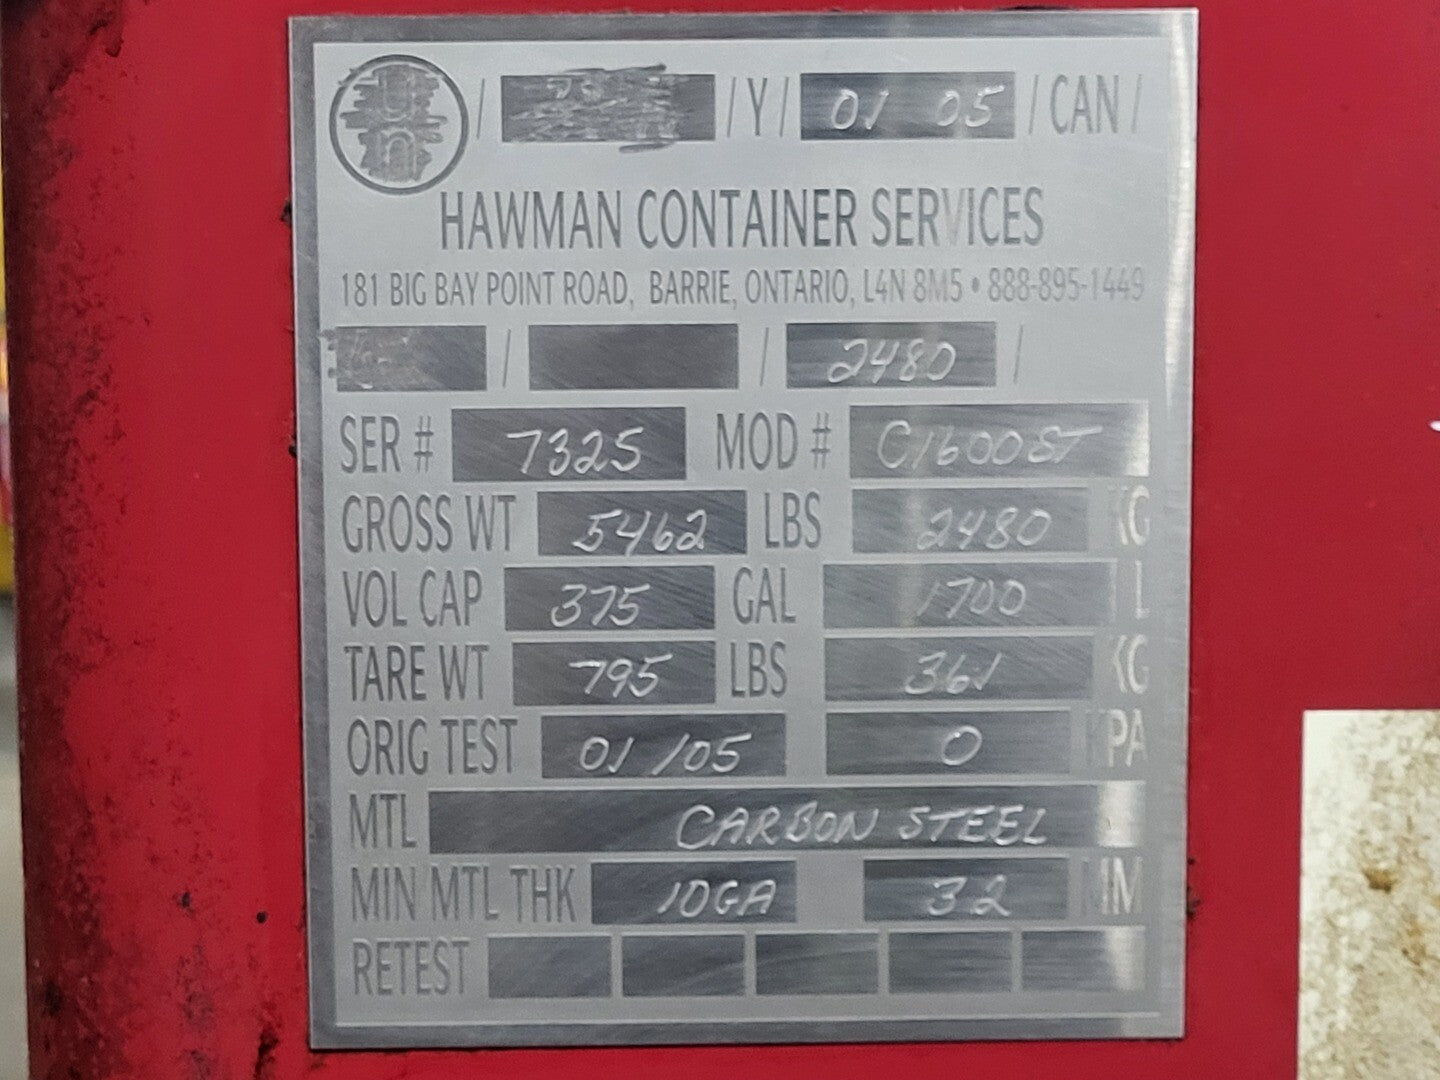 / / Y / 01 05 / CAN /
HAWMAN CONTAINER SERVICES
181 BIG BAY POINT ROAD, BARRIE, ONTARIO, L4N 8M5 • 888-895-1449
/ / 2480 /
SER # 7325 MOD # C1600ST
GROSS WT 5462 LBS 2480 KG
VOL CAP 375 GAL 1700 L
TARE WT 795 LBS 361 KG
ORIG TEST 01/05 0 KPA
MTL CARBON STEEL
MIN MTL THK 10GA 32 MM
RETEST